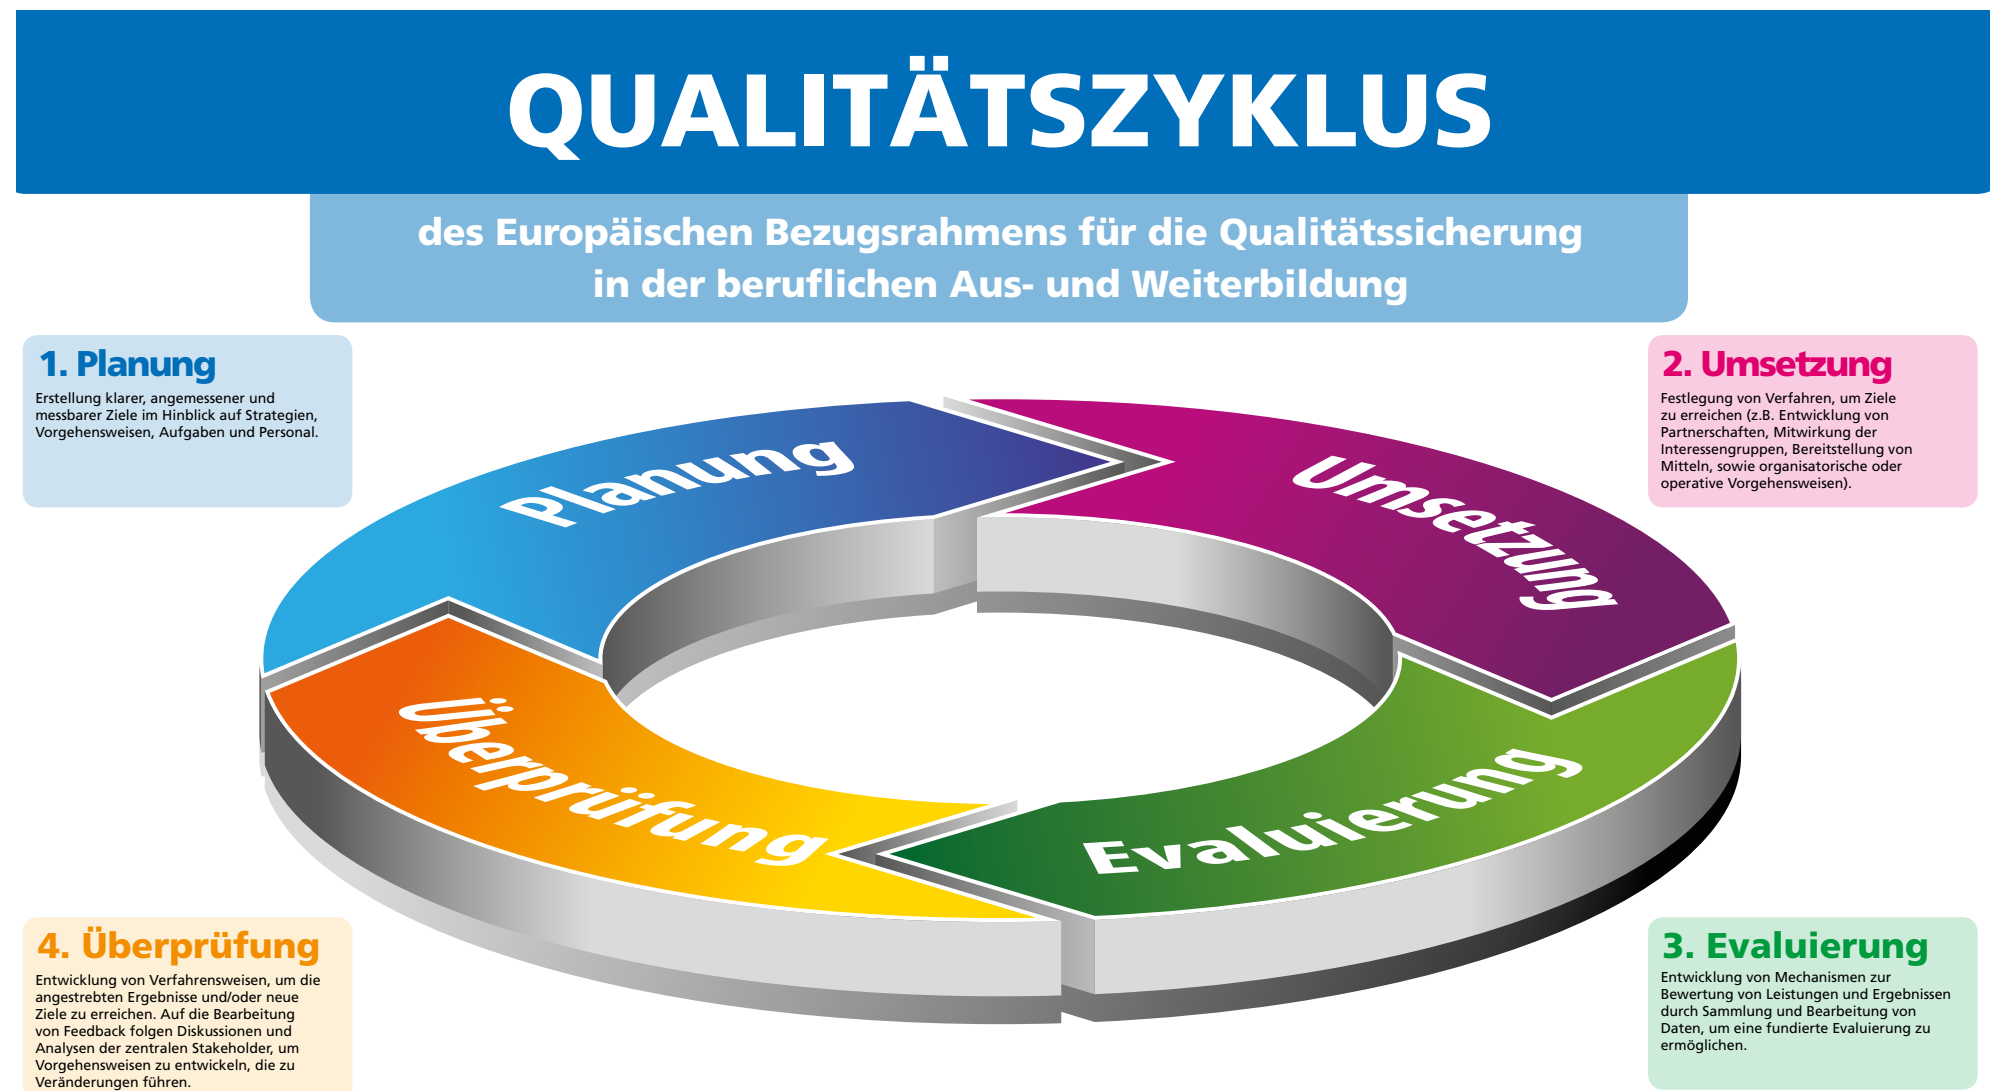 QUALITÄTSZYKLUS
des Europäischen Bezugsrahmens für die Qualitätssicherung
in der beruflichen Aus- und Weiterbildung
1. Planung
Erstellung klarer, angemessener und
messbarer Ziele im Hinblick auf Strategien,
Vorgehensweisen, Aufgaben und Personal.
2. Umsetzung
Festlegung von Verfahren, um Ziele
zu erreichen (z.B. Entwicklung von
Partnerschaften, Mitwirkung der
Interessengruppen, Bereitstellung von
Mitteln, sowie organisatorische oder
operative Vorgehensweisen).
Planung
Umsetzung
Überprüfung
Evaluierung
4. Überprüfung
Entwicklung von Verfahrensweisen, um die
angestrebten Ergebnisse und/oder neue
Ziele zu erreichen. Auf die Bearbeitung
von Feedback folgen Diskussionen und
Analysen der zentralen Stakeholder, um
Vorgehensweisen zu entwickeln, die zu
Veränderungen führen.
3. Evaluierung
Entwicklung von Mechanismen zur
Bewertung von Leistungen und Ergebnissen
durch Sammlung und Bearbeitung von
Daten, um eine fundierte Evaluierung zu
ermöglichen.